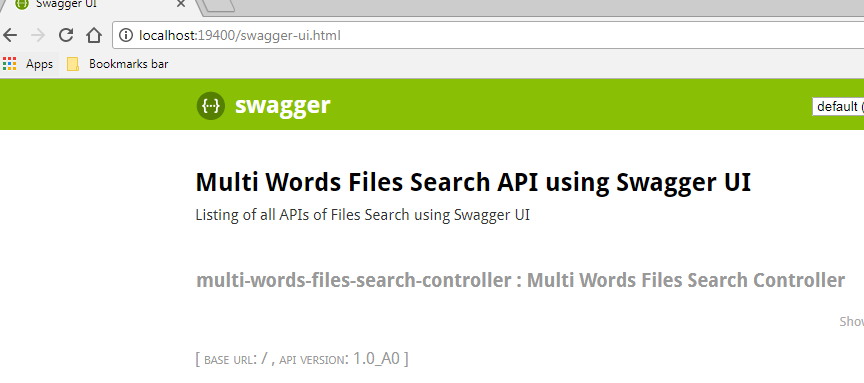 Swagger UI
localhost:19400/swagger-ui.html
Apps Bookmarks bar
{··} swagger
default (
Multi Words Files Search API using Swagger UI
Listing of all APIs of Files Search using Swagger UI
multi-words-files-search-controller : Multi Words Files Search Controller
Show
[ BASE URL: / , API VERSION: 1.0_A0 ]